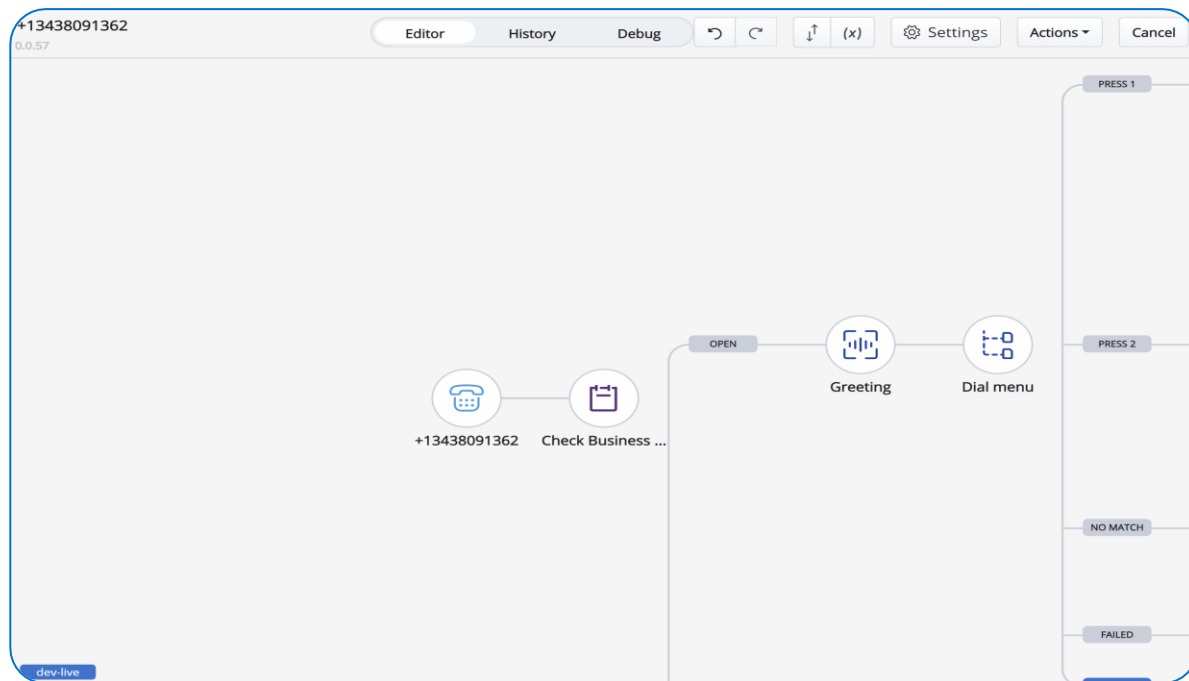 +13438091362
0.0.57
Editor History Debug (x) Settings Actions Cancel
PRESS 1
OPEN
PRESS 2
Greeting
Dial menu
+13438091362
Check Business ...
NO MATCH
FAILED
dev-live